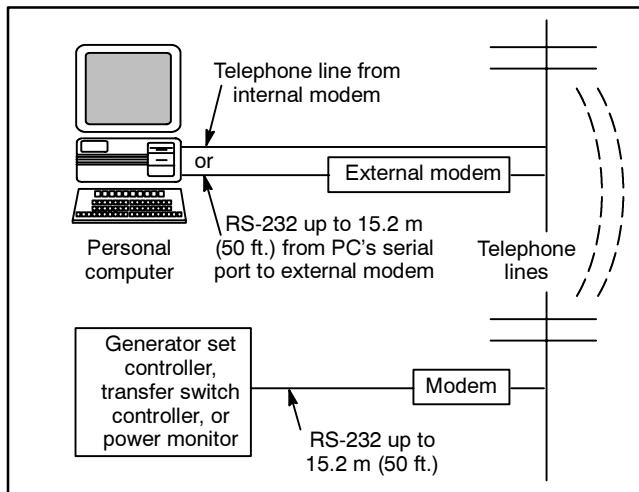 Telephone line from
internal modem
or
External modem
RS-232 up to 15.2 m
(50 ft.) from PC's serial
port to external modem
Personal
computer
Telephone
lines
Generator set
controller,
transfer switch
controller, or
power monitor
Modem
RS-232 up to
15.2 m (50 ft.)